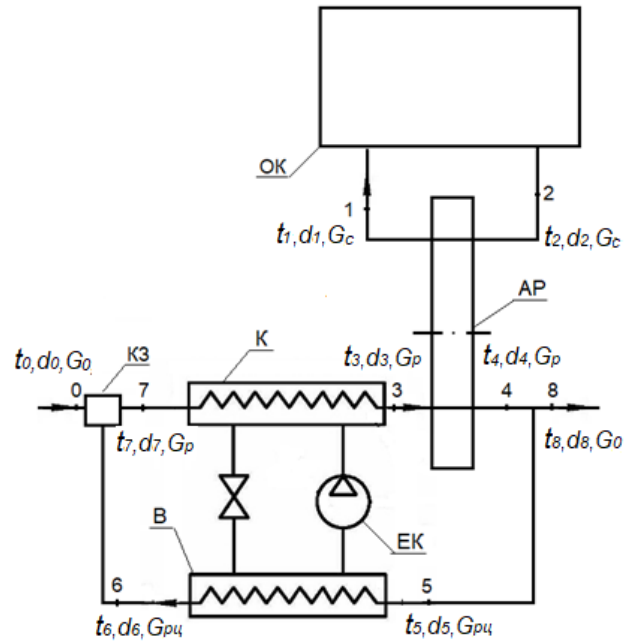 ОК
1
2
t1,d1,Gc
t2,d2,Gc
АР
t0,d0,G0
КЗ
К
t3,d3,Gp
t4,d4,Gp
0
7
3
4
8
t7,d7,Gp
t8,d8,G0
В
ЕК
6
5
t6,d6,Gрц
t5,d5,Gрц